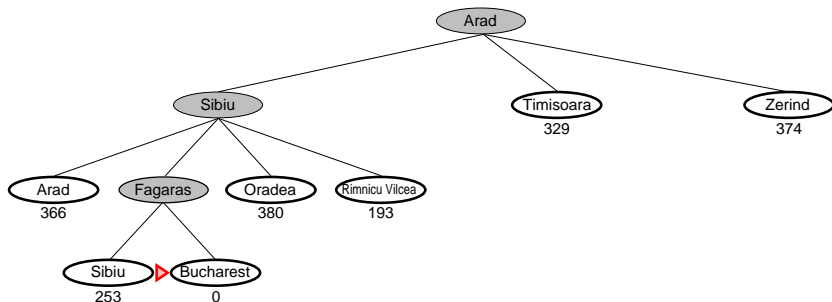 Arad
Sibiu Timisoara Zerind
329 374
Arad Fagaras Oradea Rimnicu Vilcea
366 380 193
Sibiu Bucharest
253 0